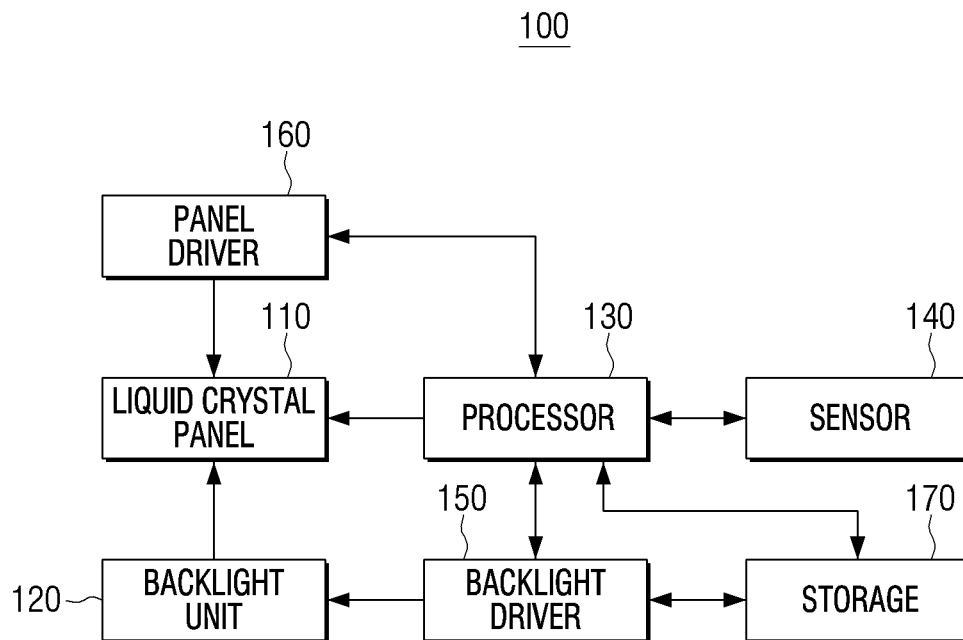 100
160
PANEL
DRIVER
110
130
140
LIQUID CRYSTAL
PANEL
PROCESSOR
SENSOR
150
170
120
BACKLIGHT
UNIT
BACKLIGHT
DRIVER
STORAGE